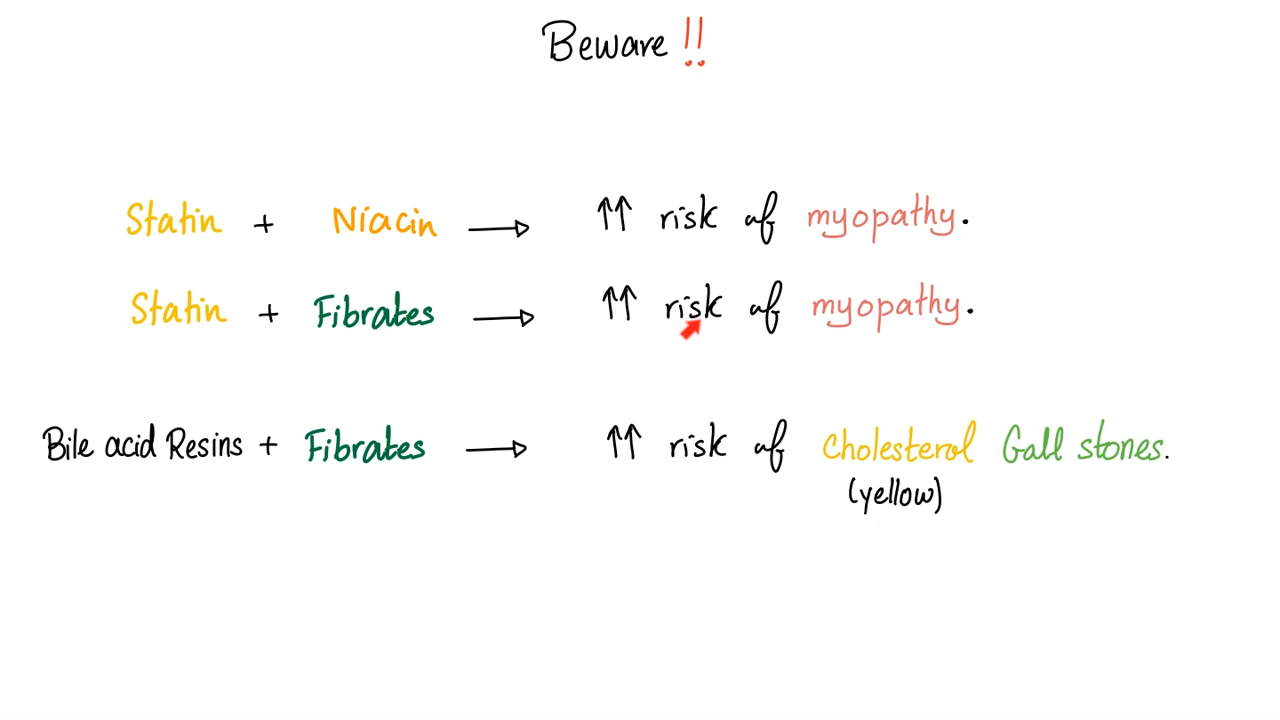 Beware !!
Statin + Niacin → ↑↑ risk of myopathy.
Statin + Fibrates → ↑↑ risk of myopathy.
Bile acid Resins + Fibrates → ↑↑ risk of Cholesterol Gall stones.
(yellow)